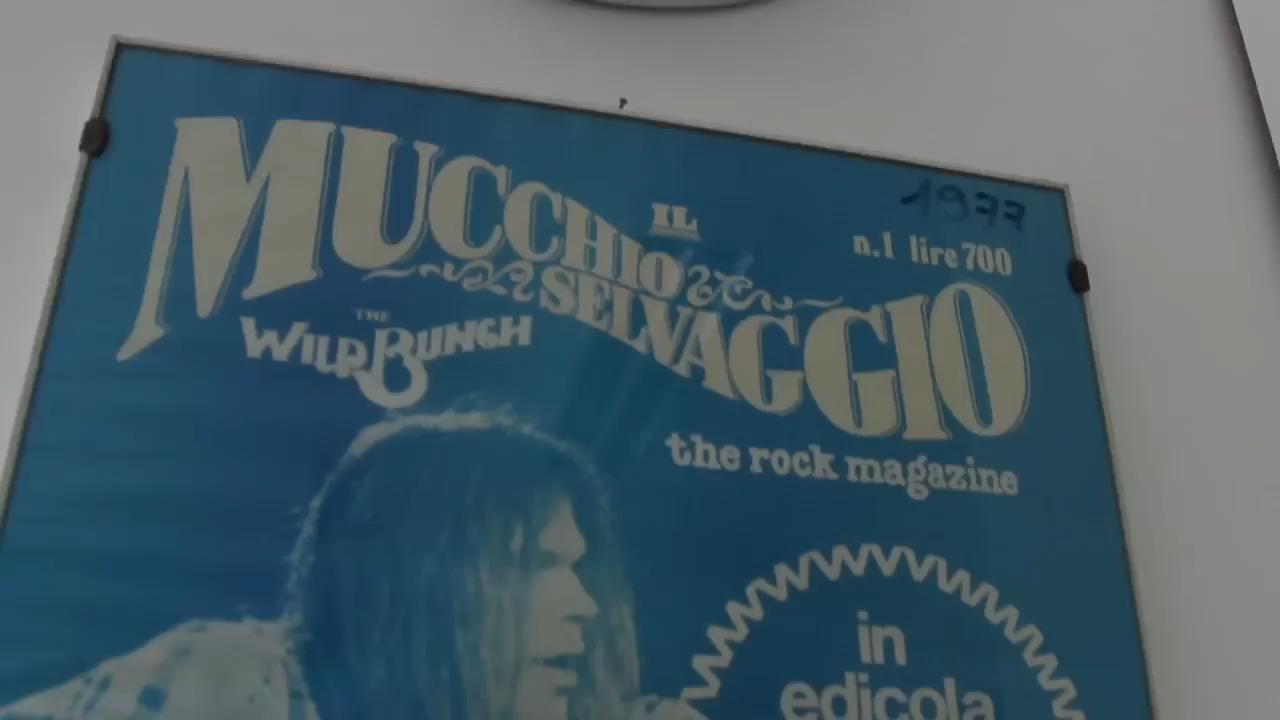 1977
n.1 lire 700
IL
MUCCHIO
SELVAGGIO
THE
WILD BUNCH
the rock magazine
in
edicola